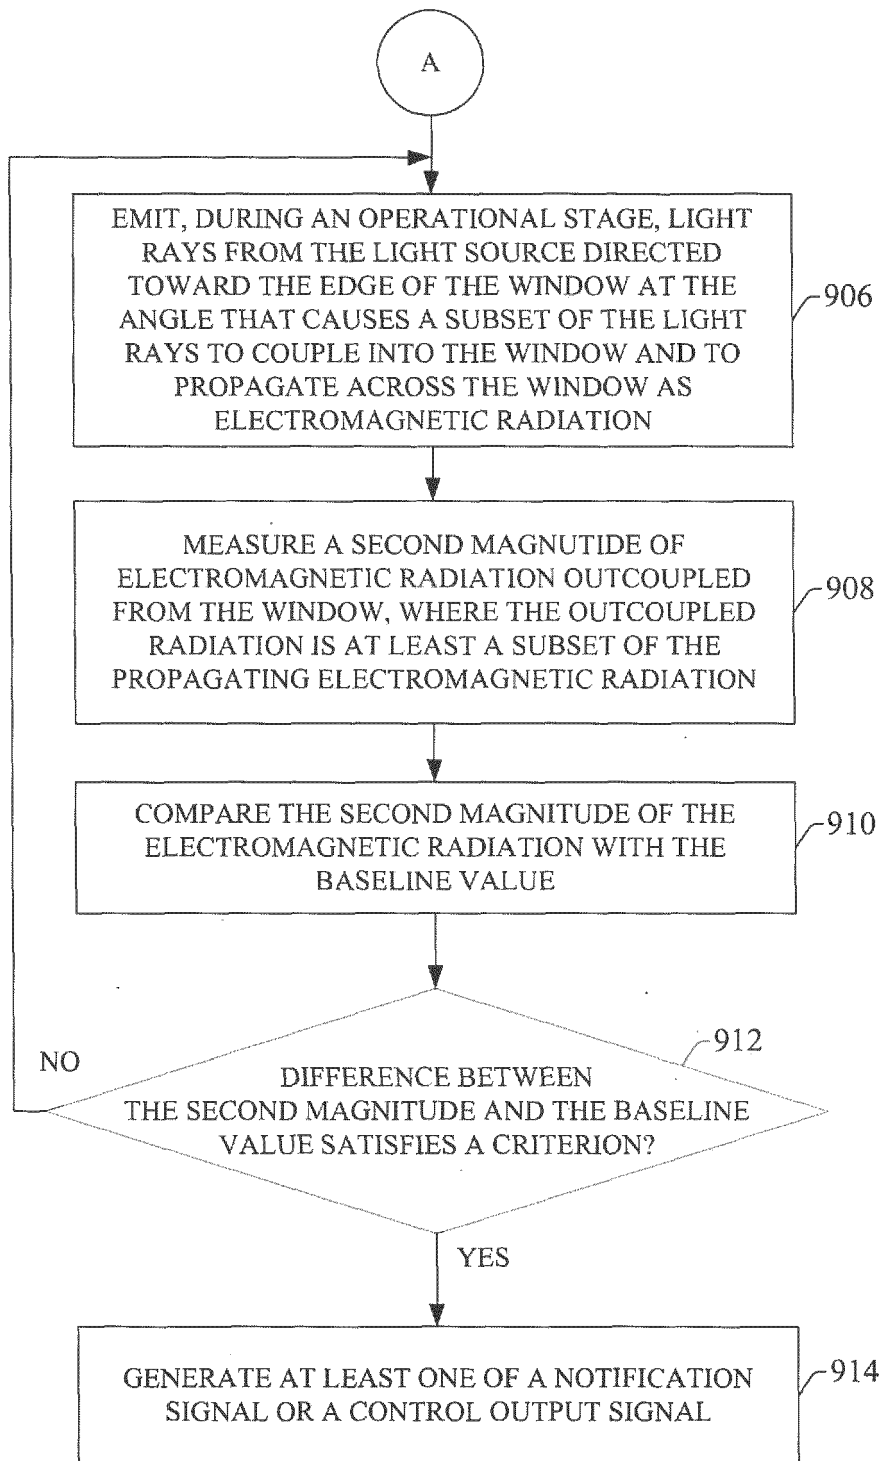 A
EMIT, DURING AN OPERATIONAL STAGE, LIGHT
RAYS FROM THE LIGHT SOURCE DIRECTED
TOWARD THE EDGE OF THE WINDOW AT THE
ANGLE THAT CAUSES A SUBSET OF THE LIGHT
RAYS TO COUPLE INTO THE WINDOW AND TO
PROPAGATE ACROSS THE WINDOW AS
ELECTROMAGNETIC RADIATION
906
MEASURE A SECOND MAGNUTIDE OF
ELECTROMAGNETIC RADIATION OUTCOUPLED
FROM THE WINDOW, WHERE THE OUTCOUPLED
RADIATION IS AT LEAST A SUBSET OF THE
PROPAGATING ELECTROMAGNETIC RADIATION
908
COMPARE THE SECOND MAGNITUDE OF THE
ELECTROMAGNETIC RADIATION WITH THE
BASELINE VALUE
910
912
NO
DIFFERENCE BETWEEN
THE SECOND MAGNITUDE AND THE BASELINE
VALUE SATISFIES A CRITERION?
YES
GENERATE AT LEAST ONE OF A NOTIFICATION
SIGNAL OR A CONTROL OUTPUT SIGNAL
914